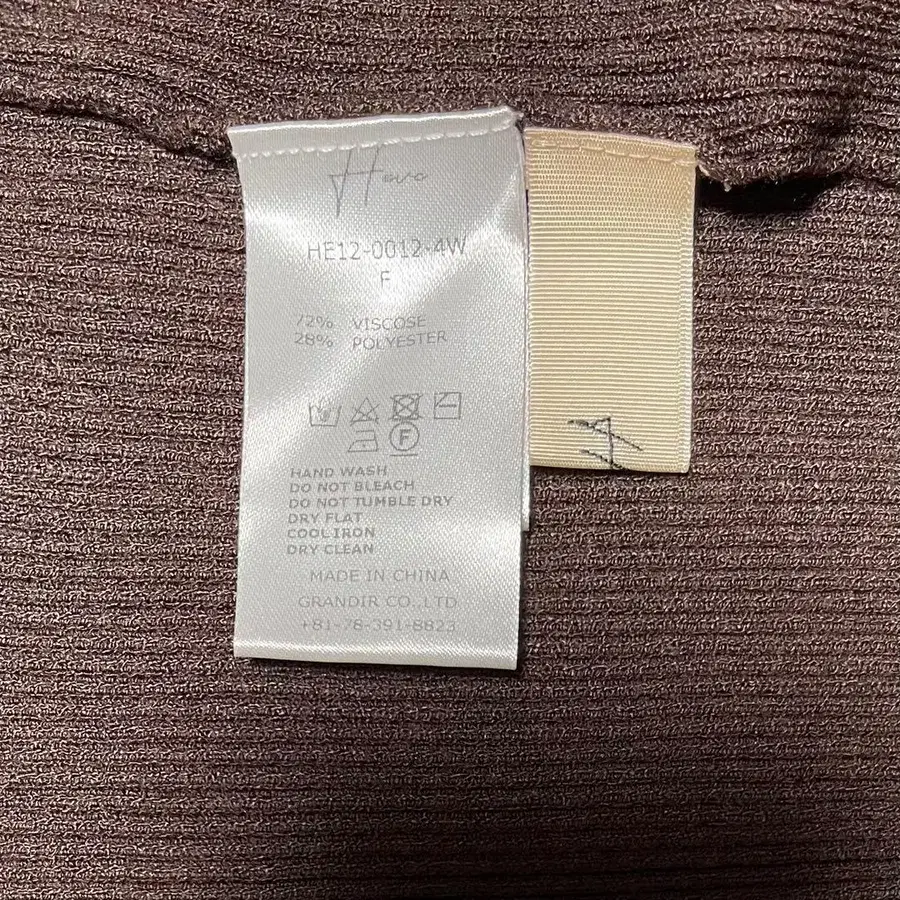 HE12-0012-4W
F
72% VISCOSE
28% POLYESTER
F
HAND WASH
DO NOT BLEACH
DO NOT TUMBLE DRY
DRY FLAT
COOL IRON
DRY CLEAN
MADE IN CHINA
GRANDIR CO.,LTD
+81-78-391-8823